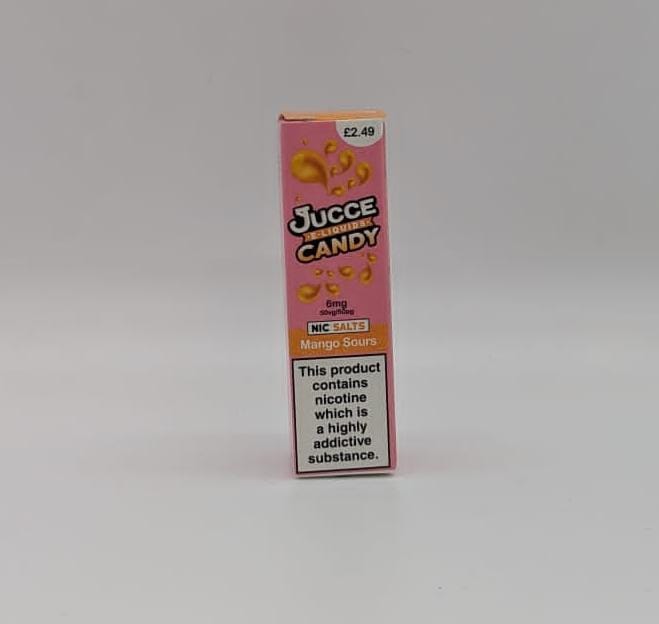 £2.49
JUCCE
E-LIQUIDS
CANDY
6mg
50vg/50pg
NIC SALTS
Mango Sours
This product
contains
nicotine
which is
a highly
addictive
substance.